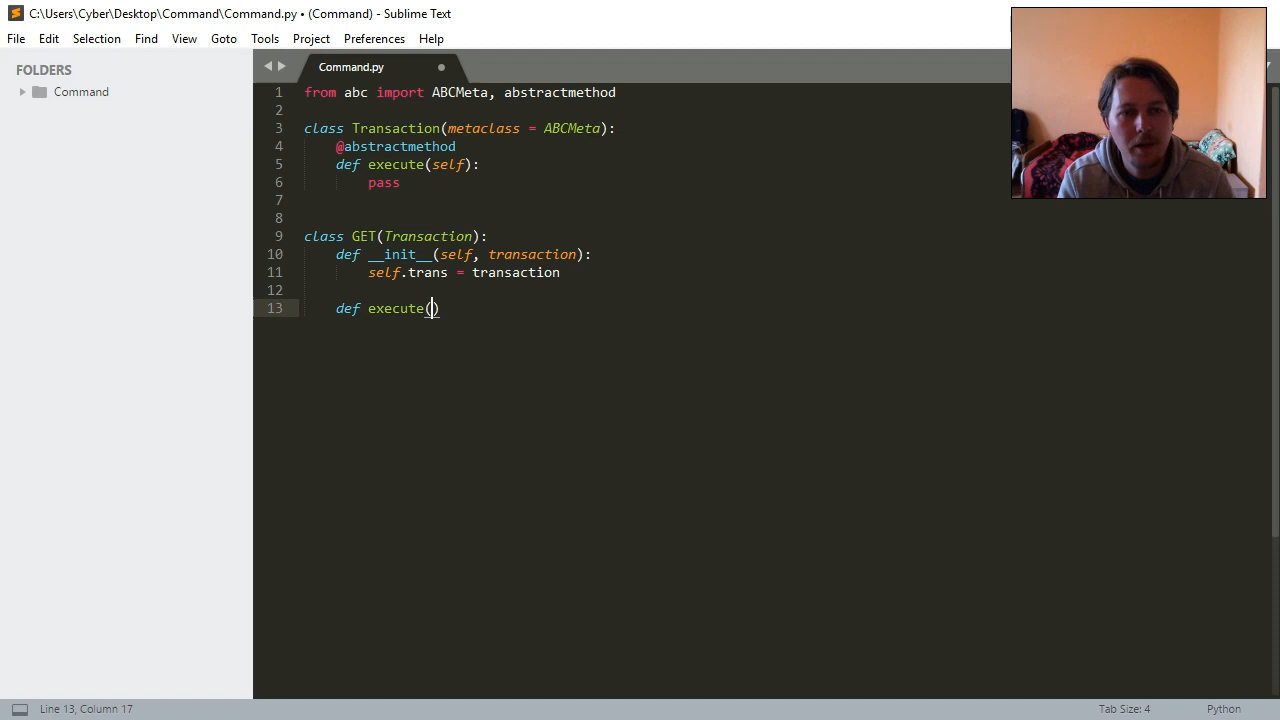 C:\Users\Cyber\Desktop\Command\Command.py • (Command) - Sublime Text
File Edit Selection Find View Goto Tools Project Preferences Help
FOLDERS
Command
Command.py
1 from abc import ABCMeta, abstractmethod
2
3 class Transaction(metaclass = ABCMeta):
4 @abstractmethod
5 def execute(self):
6 pass
7
8
9 class GET(Transaction):
10 def __init__(self, transaction):
11 self.trans = transaction
12
13 def execute()
Line 13, Column 17
Tab Size: 4
Python